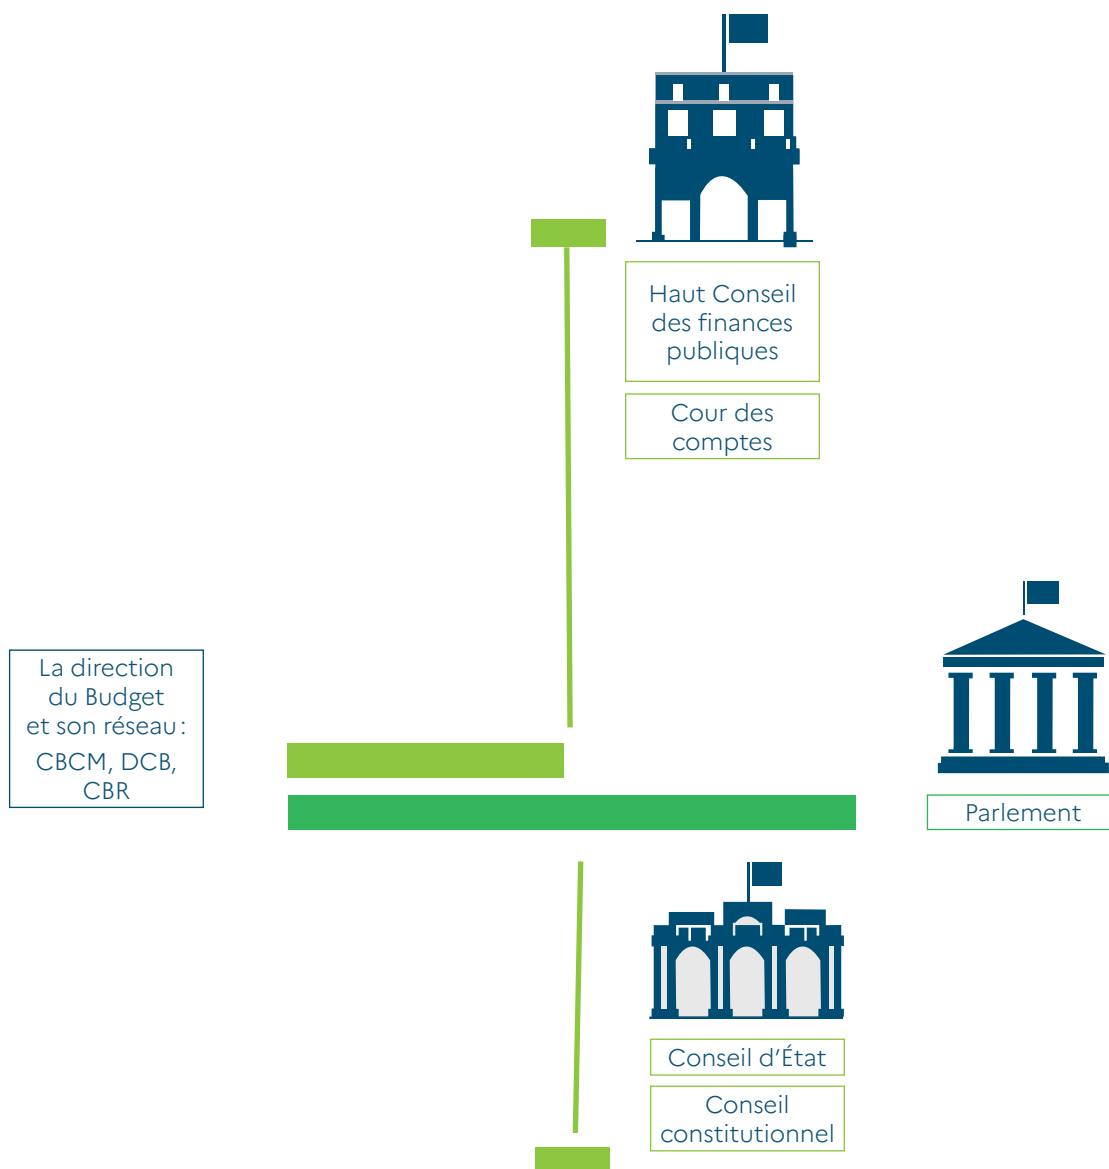 Haut Conseil
des finances
publiques
Cour des
comptes
La direction
du Budget
et son réseau :
CBCM, DCB,
CBR
Parlement
Conseil d’État
Conseil
constitutionnel